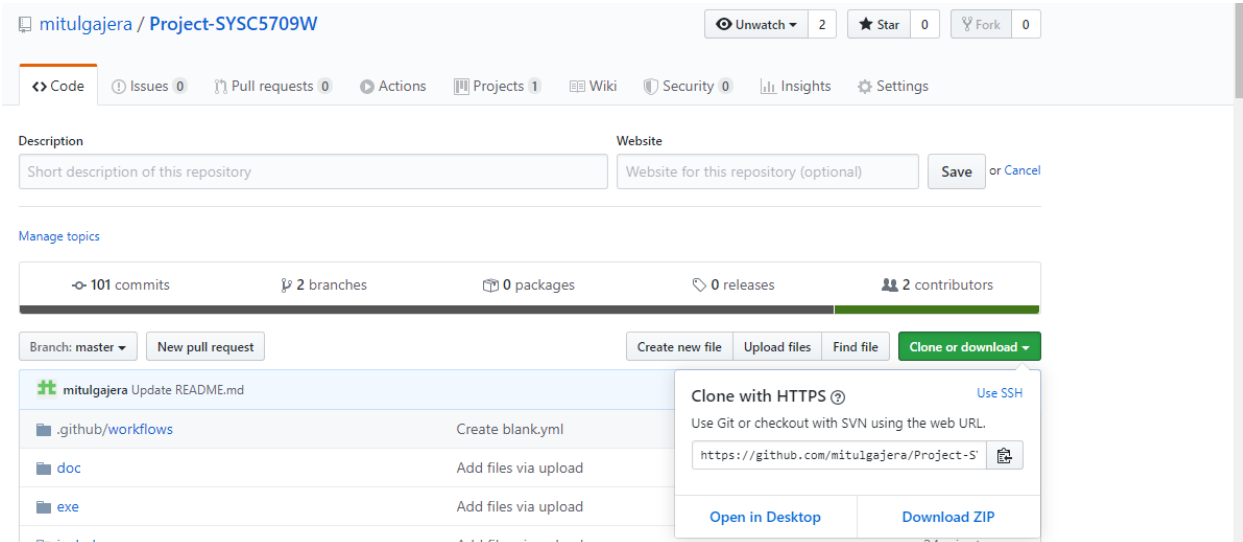 mitulgajera / Project-SYSC5709W
Unwatch 2 Star 0 Fork 0
Code Issues 0 Pull requests 0 Actions Projects 1 Wiki Security 0 Insights Settings
Description Website
Short description of this repository Website for this repository (optional) Save or Cancel
Manage topics
101 commits 2 branches 0 packages 0 releases 2 contributors
Branch: master New pull request Create new file Upload files Find file Clone or download
mitulgajera Update README.md
Clone with HTTPS ? Use SSH
Use Git or checkout with SVN using the web URL.
https://github.com/mitulgajera/Project-S
.github/workflows Create blank.yml
doc Add files via upload
exe Add files via upload
Open in Desktop Download ZIP